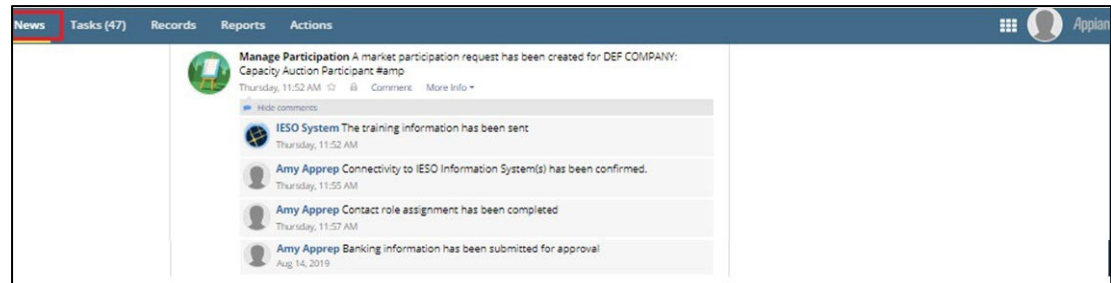 News Tasks (47) Records Reports Actions Appian
Manage Participation A market participation request has been created for DEF COMPANY:
Capacity Auction Participant #amp
Thursday, 11:52 AM Comment More Info
Hide comments
IESO System The training information has been sent
Thursday, 11:52 AM
Amy Apprep Connectivity to IESO Information System(s) has been confirmed.
Thursday, 11:55 AM
Amy Apprep Contact role assignment has been completed
Thursday, 11:57 AM
Amy Apprep Banking information has been submitted for approval
Aug 14, 2019